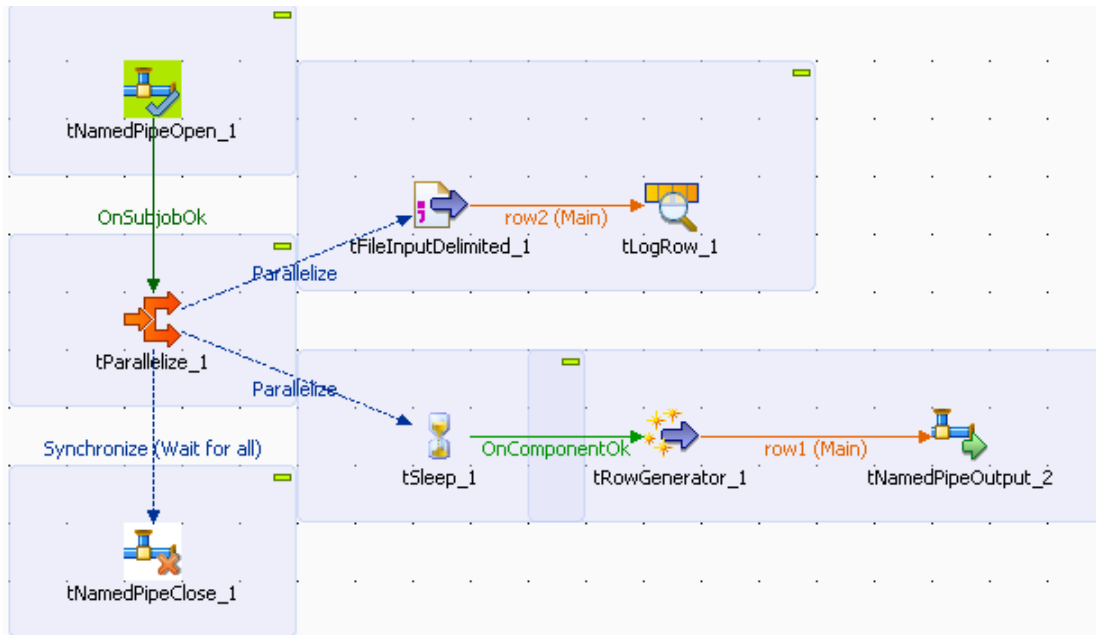 tNamedPipeOpen_1
OnSubjobOk
row2 (Main)
tFileInputDelimited_1
tLogRow_1
Parallelize
tParallelize_1
Parallelize
Synchronize (Wait for all)
OnComponentOk
row1 (Main)
tSleep_1
tRowGenerator_1
tNamedPipeOutput_2
tNamedPipeClose_1